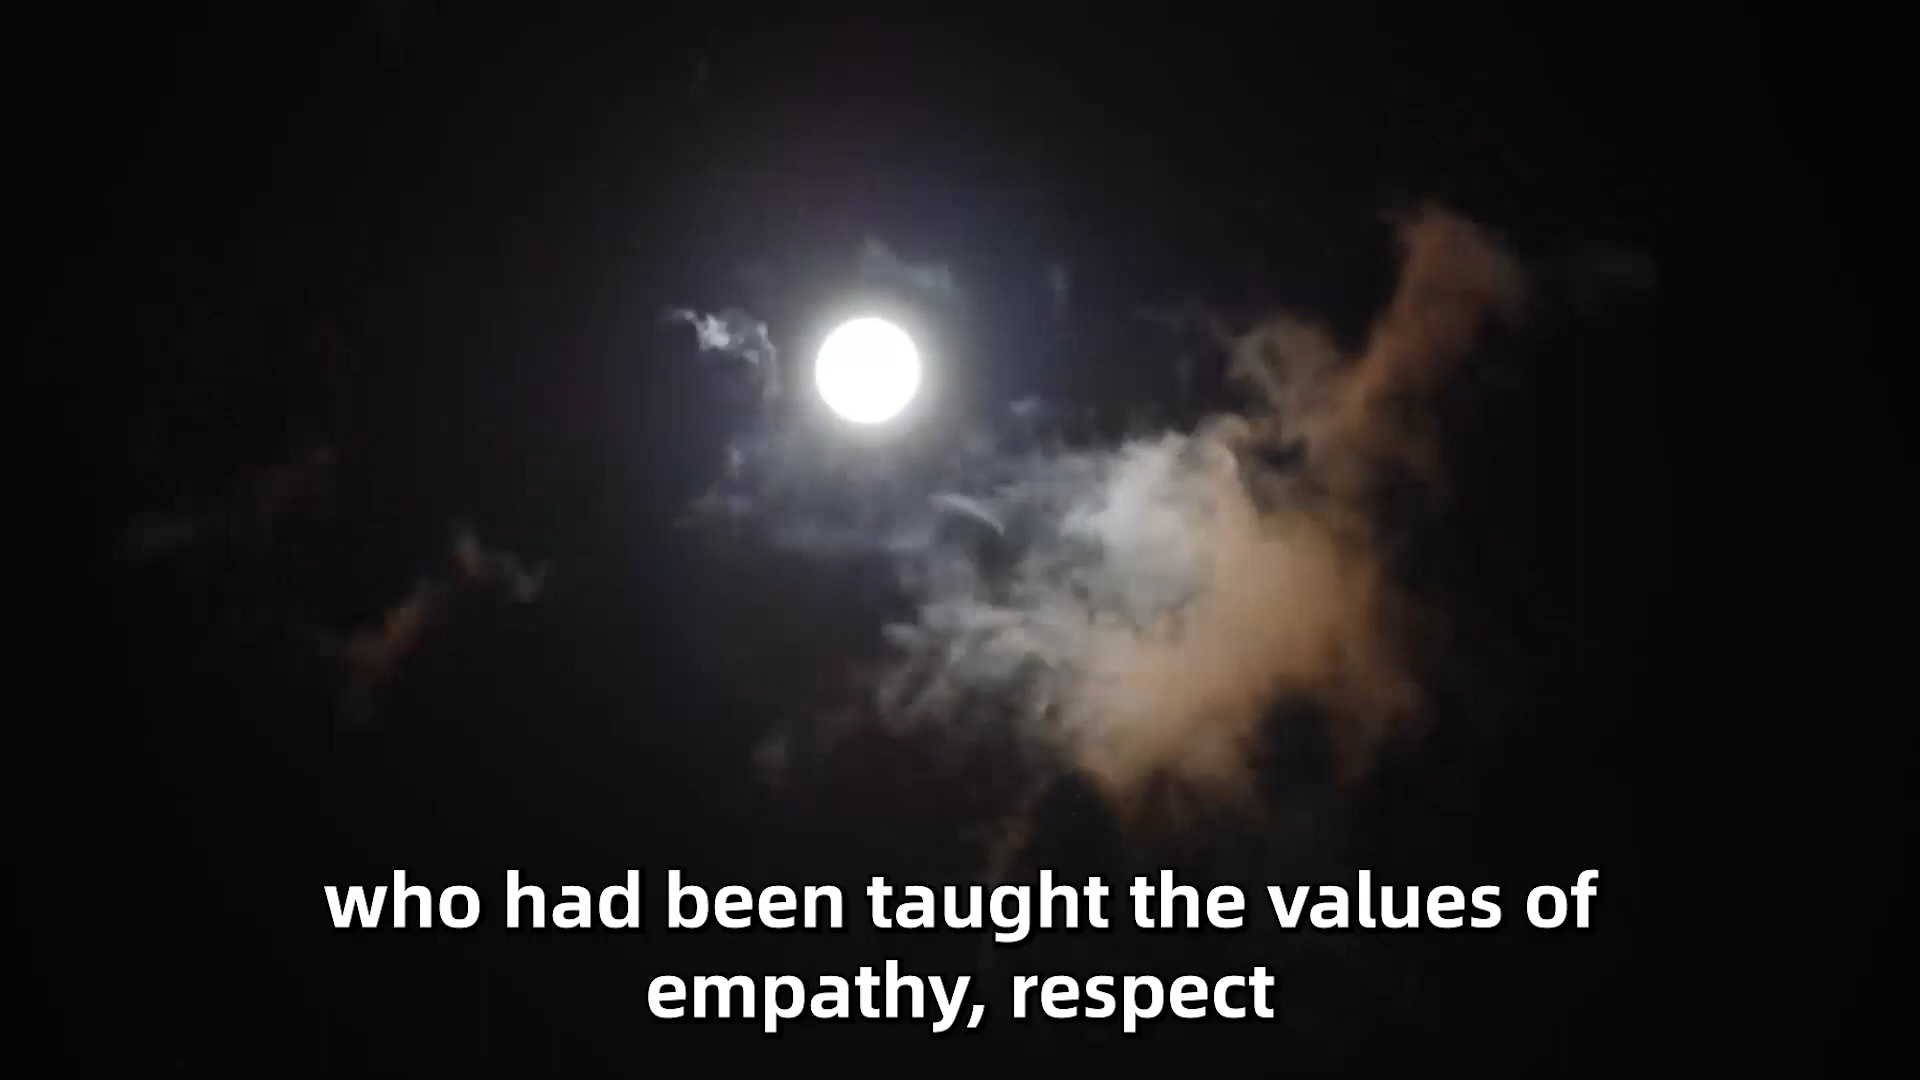 who had been taught the values of
empathy, respect